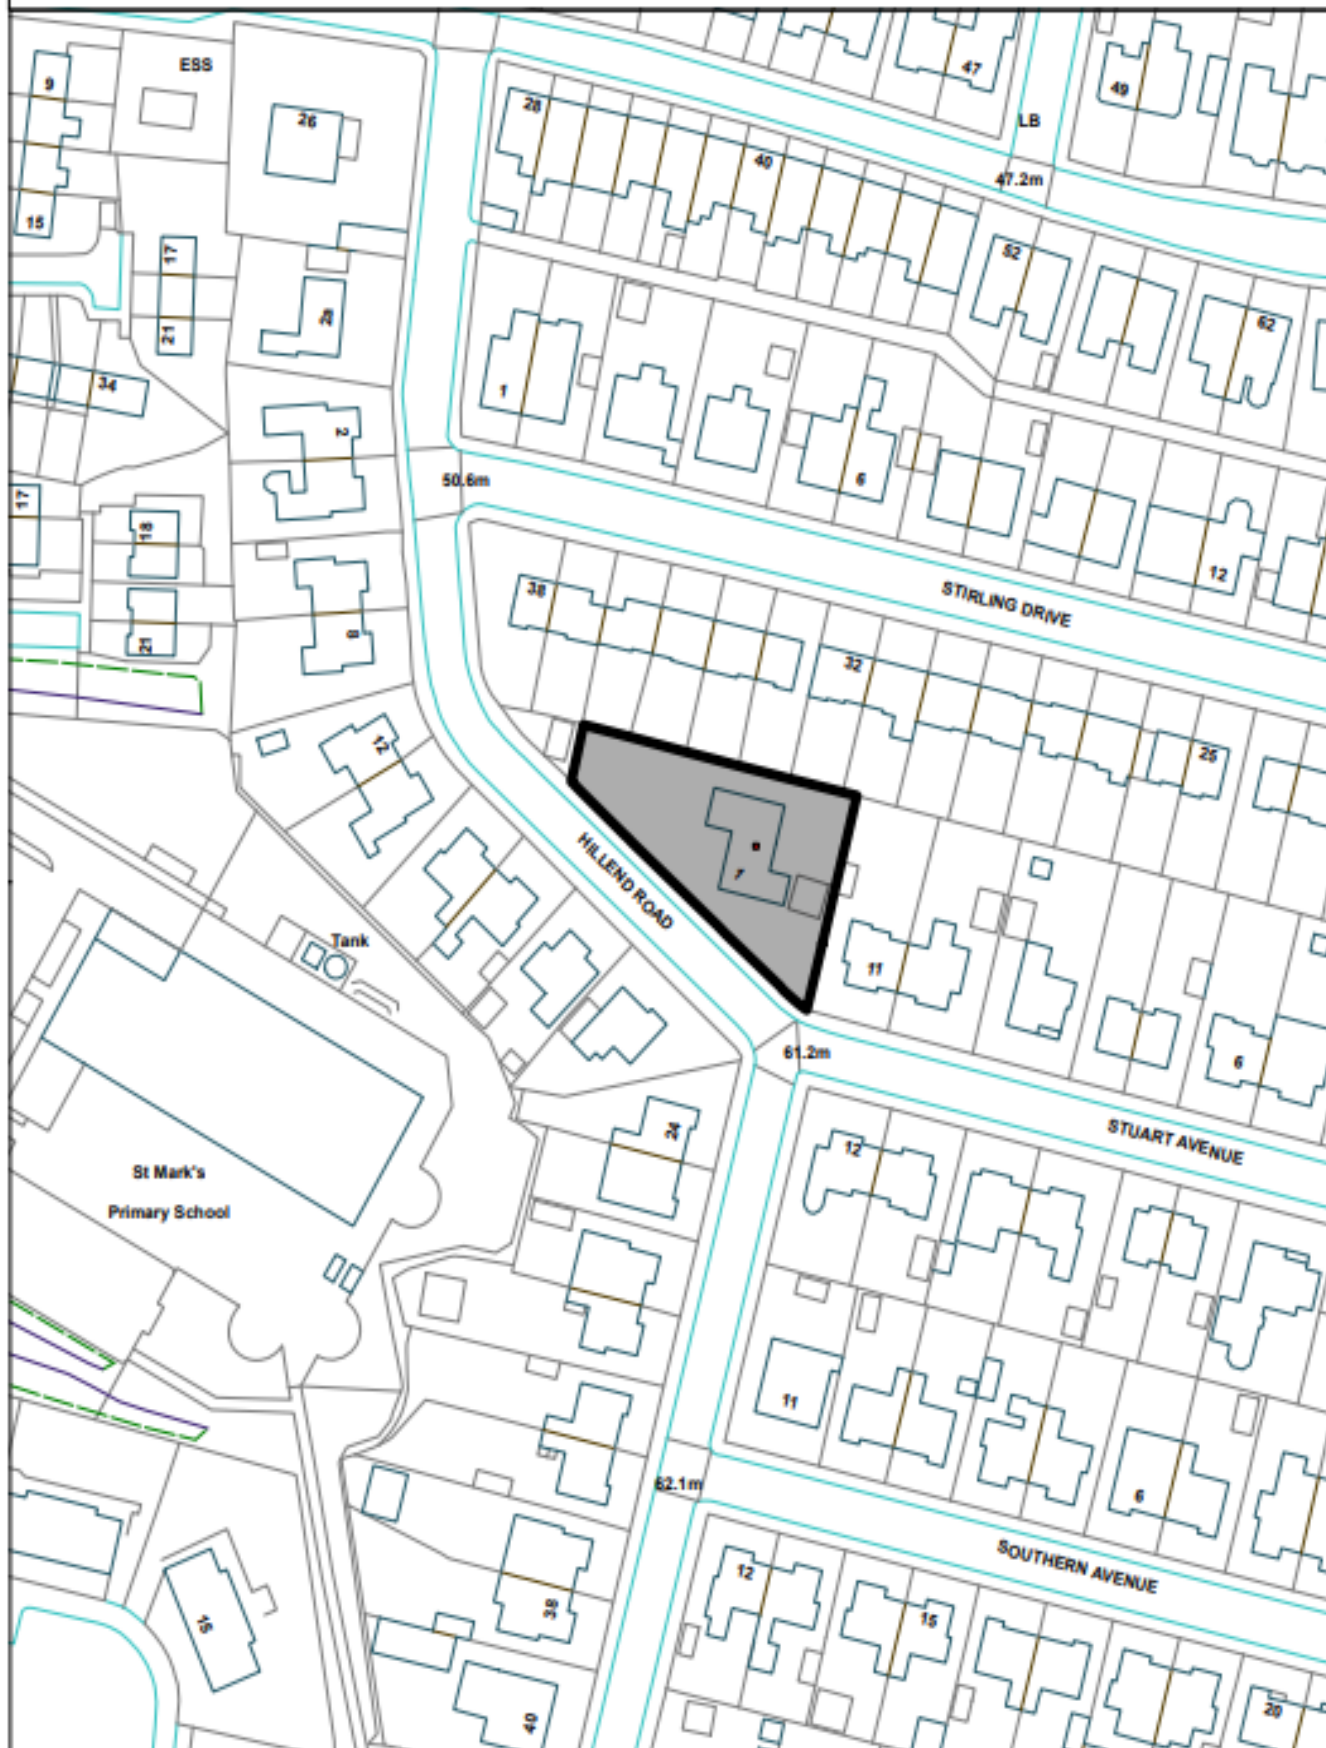 ESS
47
49
9
26
28
LB
40
47.2m
15
17
52
28
62
21
34
1
2
6
50.6m
17
18
12
38
STIRLING DRIVE
8
21
32
12
25
HILLEND ROAD
7
Tank
11
61.2m
6
24
12
STUART AVENUE
St Mark's
Primary School
11
62.1m
6
SOUTHERN AVENUE
12
38
15
15
40
20